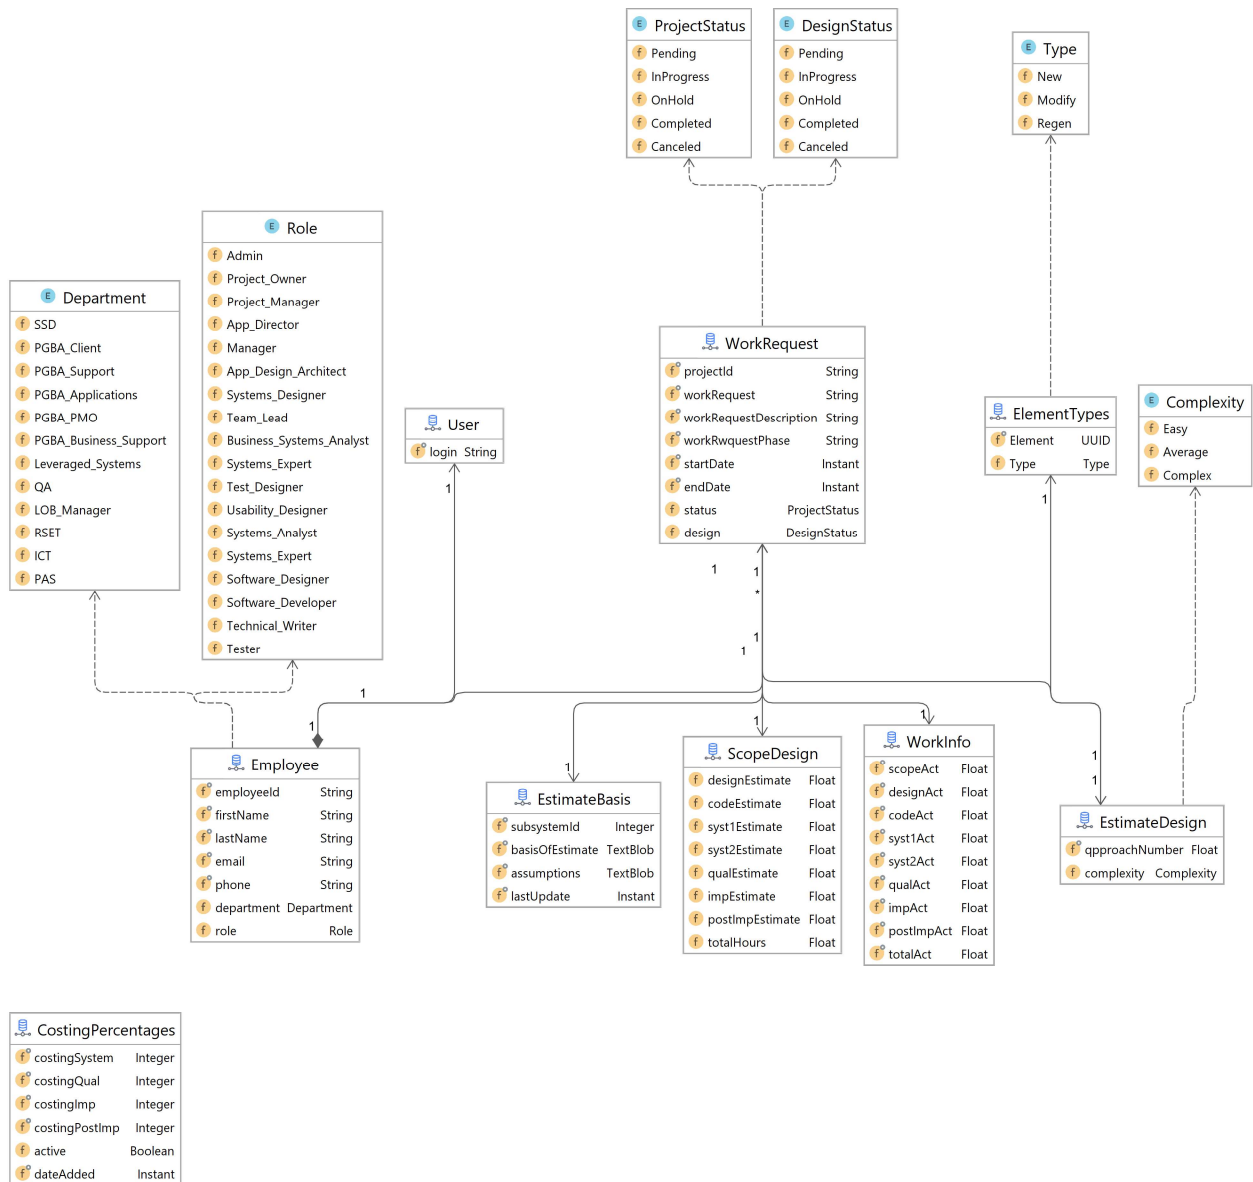 ProjectStatus
Pending
InProgress
OnHold
Completed
Canceled
DesignStatus
Pending
InProgress
OnHold
Completed
Canceled
Type
New
Modify
Regen
Role
Admin
Project_Owner
Project_Manager
App_Director
Manager
App_Design_Architect
Systems_Designer
Team_Lead
Business_Systems_Analyst
Systems_Expert
Test_Designer
Usability_Designer
Systems_Analyst
Systems_Expert
Software_Designer
Software_Developer
Technical_Writer
Tester
Department
SSD
PGBA_Client
PGBA_Support
PGBA_Applications
PGBA_PMO
PGBA_Business_Support
Leveraged_Systems
QA
LOB_Manager
RSET
ICT
PAS
User
login String
WorkRequest
projectId String
workRequest String
workRequestDescription String
workRwquestPhase String
startDate Instant
endDate Instant
status ProjectStatus
design DesignStatus
ElementTypes
Element UUID
Type Type
Complexity
Easy
Average
Complex
1
1
1
1
*
1
1
1
1
1
1
1
1
1
Employee
employeeId String
firstName String
lastName String
email String
phone String
department Department
role Role
EstimateBasis
subsystemId Integer
basisOfEstimate TextBlob
assumptions TextBlob
lastUpdate Instant
ScopeDesign
designEstimate Float
codeEstimate Float
syst1Estimate Float
syst2Estimate Float
qualEstimate Float
impEstimate Float
postImpEstimate Float
totalHours Float
WorkInfo
scopeAct Float
designAct Float
codeAct Float
syst1Act Float
syst2Act Float
qualAct Float
impAct Float
postImpAct Float
totalAct Float
EstimateDesign
qpproachNumber Float
complexity Complexity
CostingPercentages
costingSystem Integer
costingQual Integer
costingImp Integer
costingPostImp Integer
active Boolean
dateAdded Instant